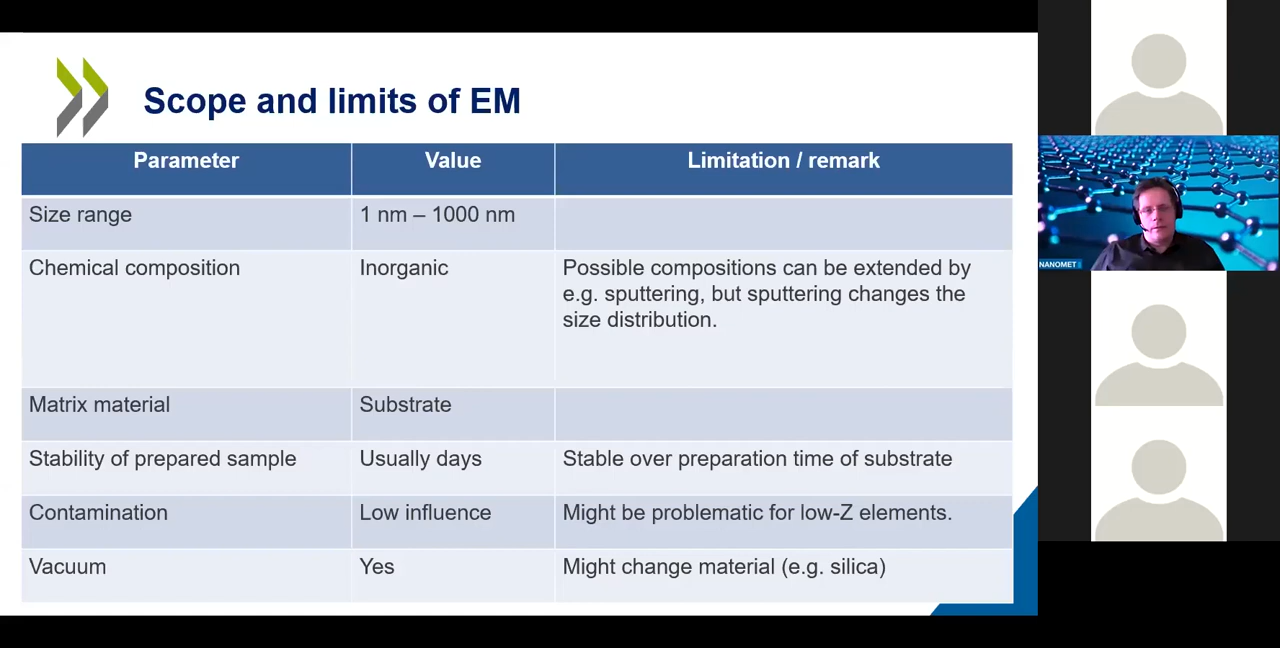 Scope and limits of EM
Parameter Value Limitation / remark
Size range 1 nm – 1000 nm
Chemical composition Inorganic Possible compositions can be extended by
e.g. sputtering, but sputtering changes the
size distribution.
Matrix material Substrate
Stability of prepared sample Usually days Stable over preparation time of substrate
Contamination Low influence Might be problematic for low-Z elements.
Vacuum Yes Might change material (e.g. silica)
NANOMET